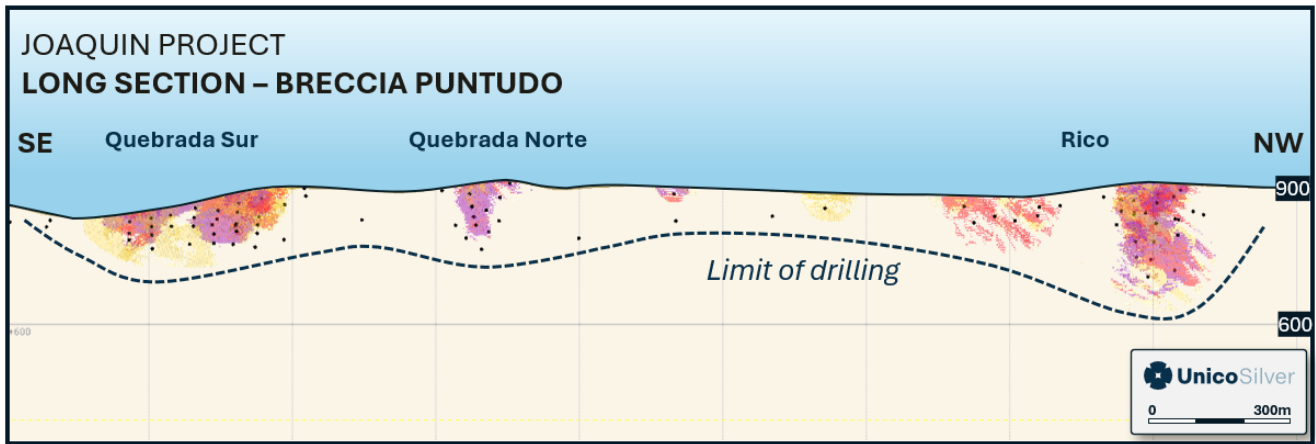 JOAQUIN PROJECT
LONG SECTION – BRECCIA PUNTUDO
SE
Quebrada Sur
Quebrada Norte
Rico
NW
900
Limit of drilling
+600
600
UnicoSilver
0 300m